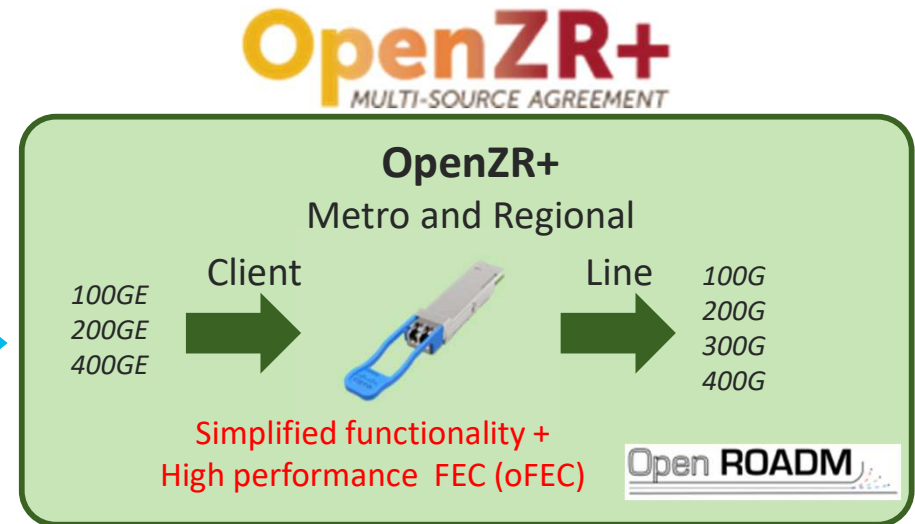 OpenZR+
MULTI-SOURCE AGREEMENT
OpenZR+
Metro and Regional
Client
Line
100GE
200GE
400GE
100G
200G
300G
400G
Simplified functionality +
High performance FEC (oFEC)
Open ROADM